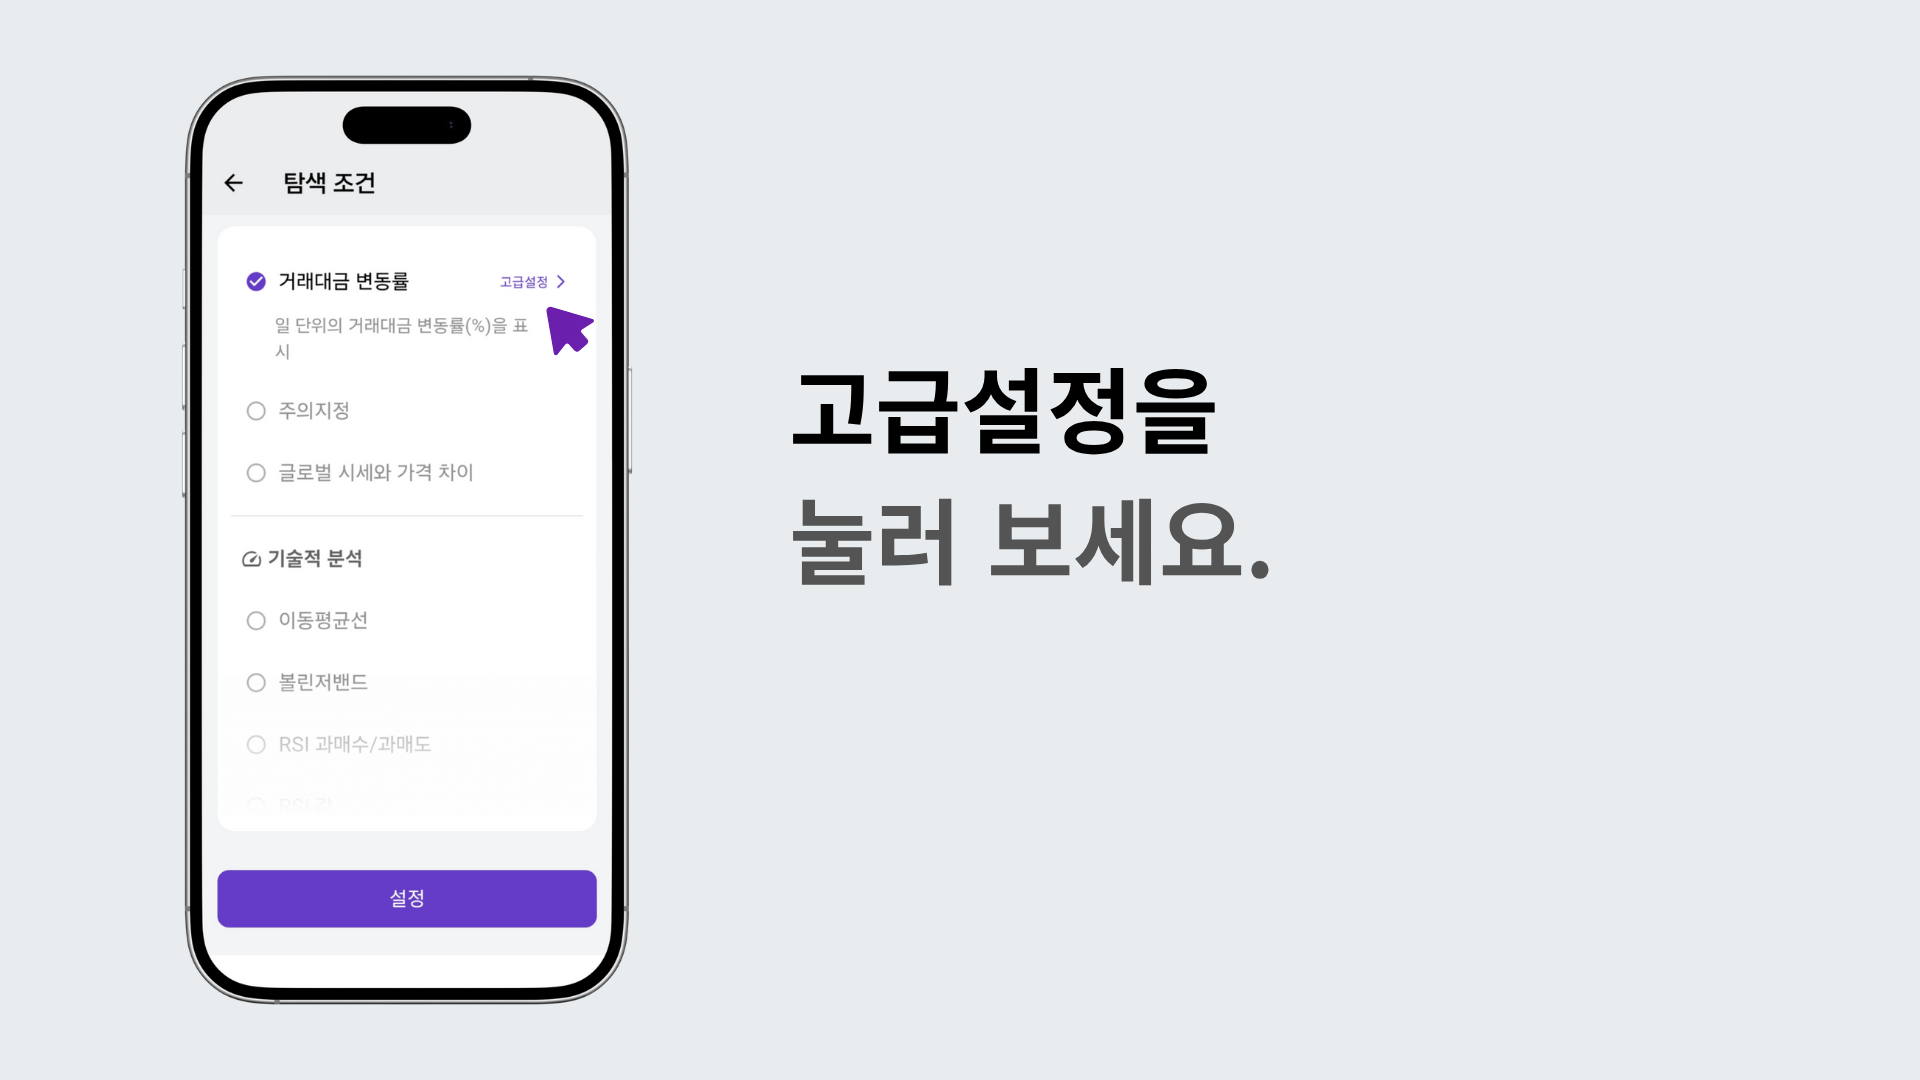 탐색 조건
거래대금 변동률
고급설정
일 단위의 거래대금 변동률(%)을 표
시
주의지정
글로벌 시세와 가격 차이
기술적 분석
이동평균선
볼린저밴드
RSI 과매수/과매도
RSI 값
설정
고급설정을
눌러 보세요.